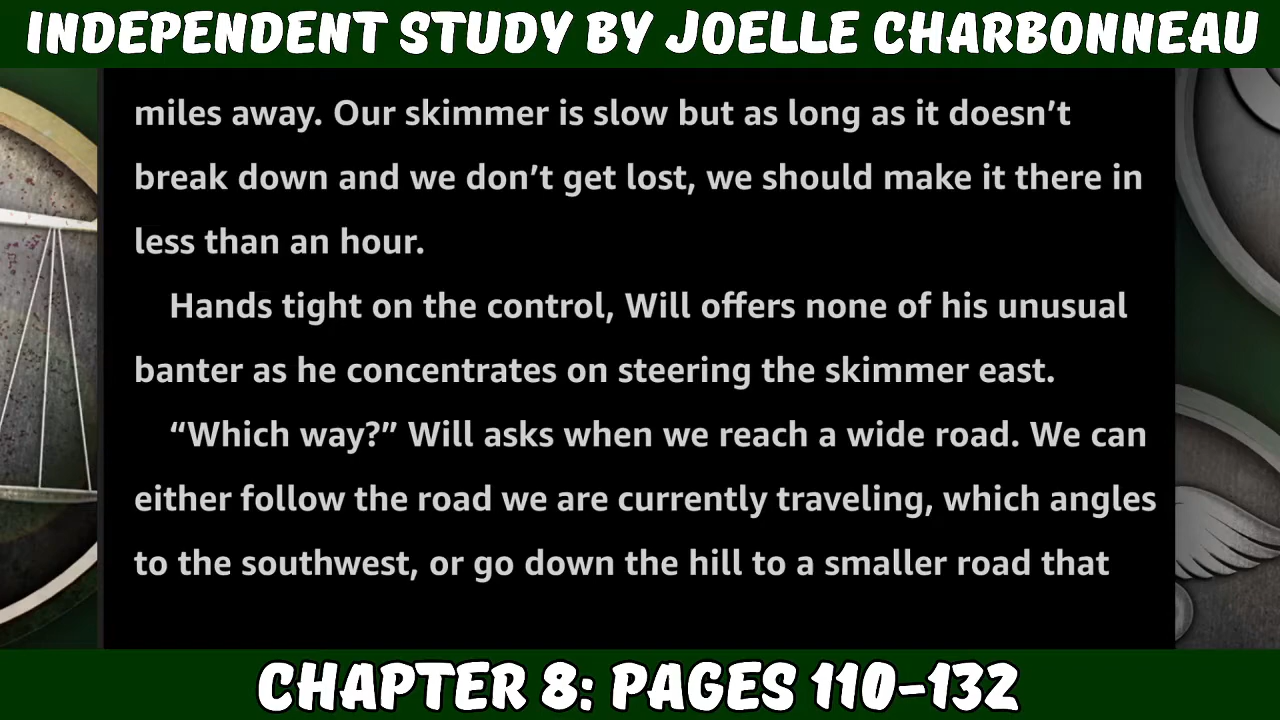 INDEPENDENT STUDY BY JOELLE CHARBONNEAU
miles away. Our skimmer is slow but as long as it doesn’t
break down and we don’t get lost, we should make it there in
less than an hour.
Hands tight on the control, Will offers none of his unusual
banter as he concentrates on steering the skimmer east.
“Which way?” Will asks when we reach a wide road. We can
either follow the road we are currently traveling, which angles
to the southwest, or go down the hill to a smaller road that
CHAPTER 8: PAGES 110-132